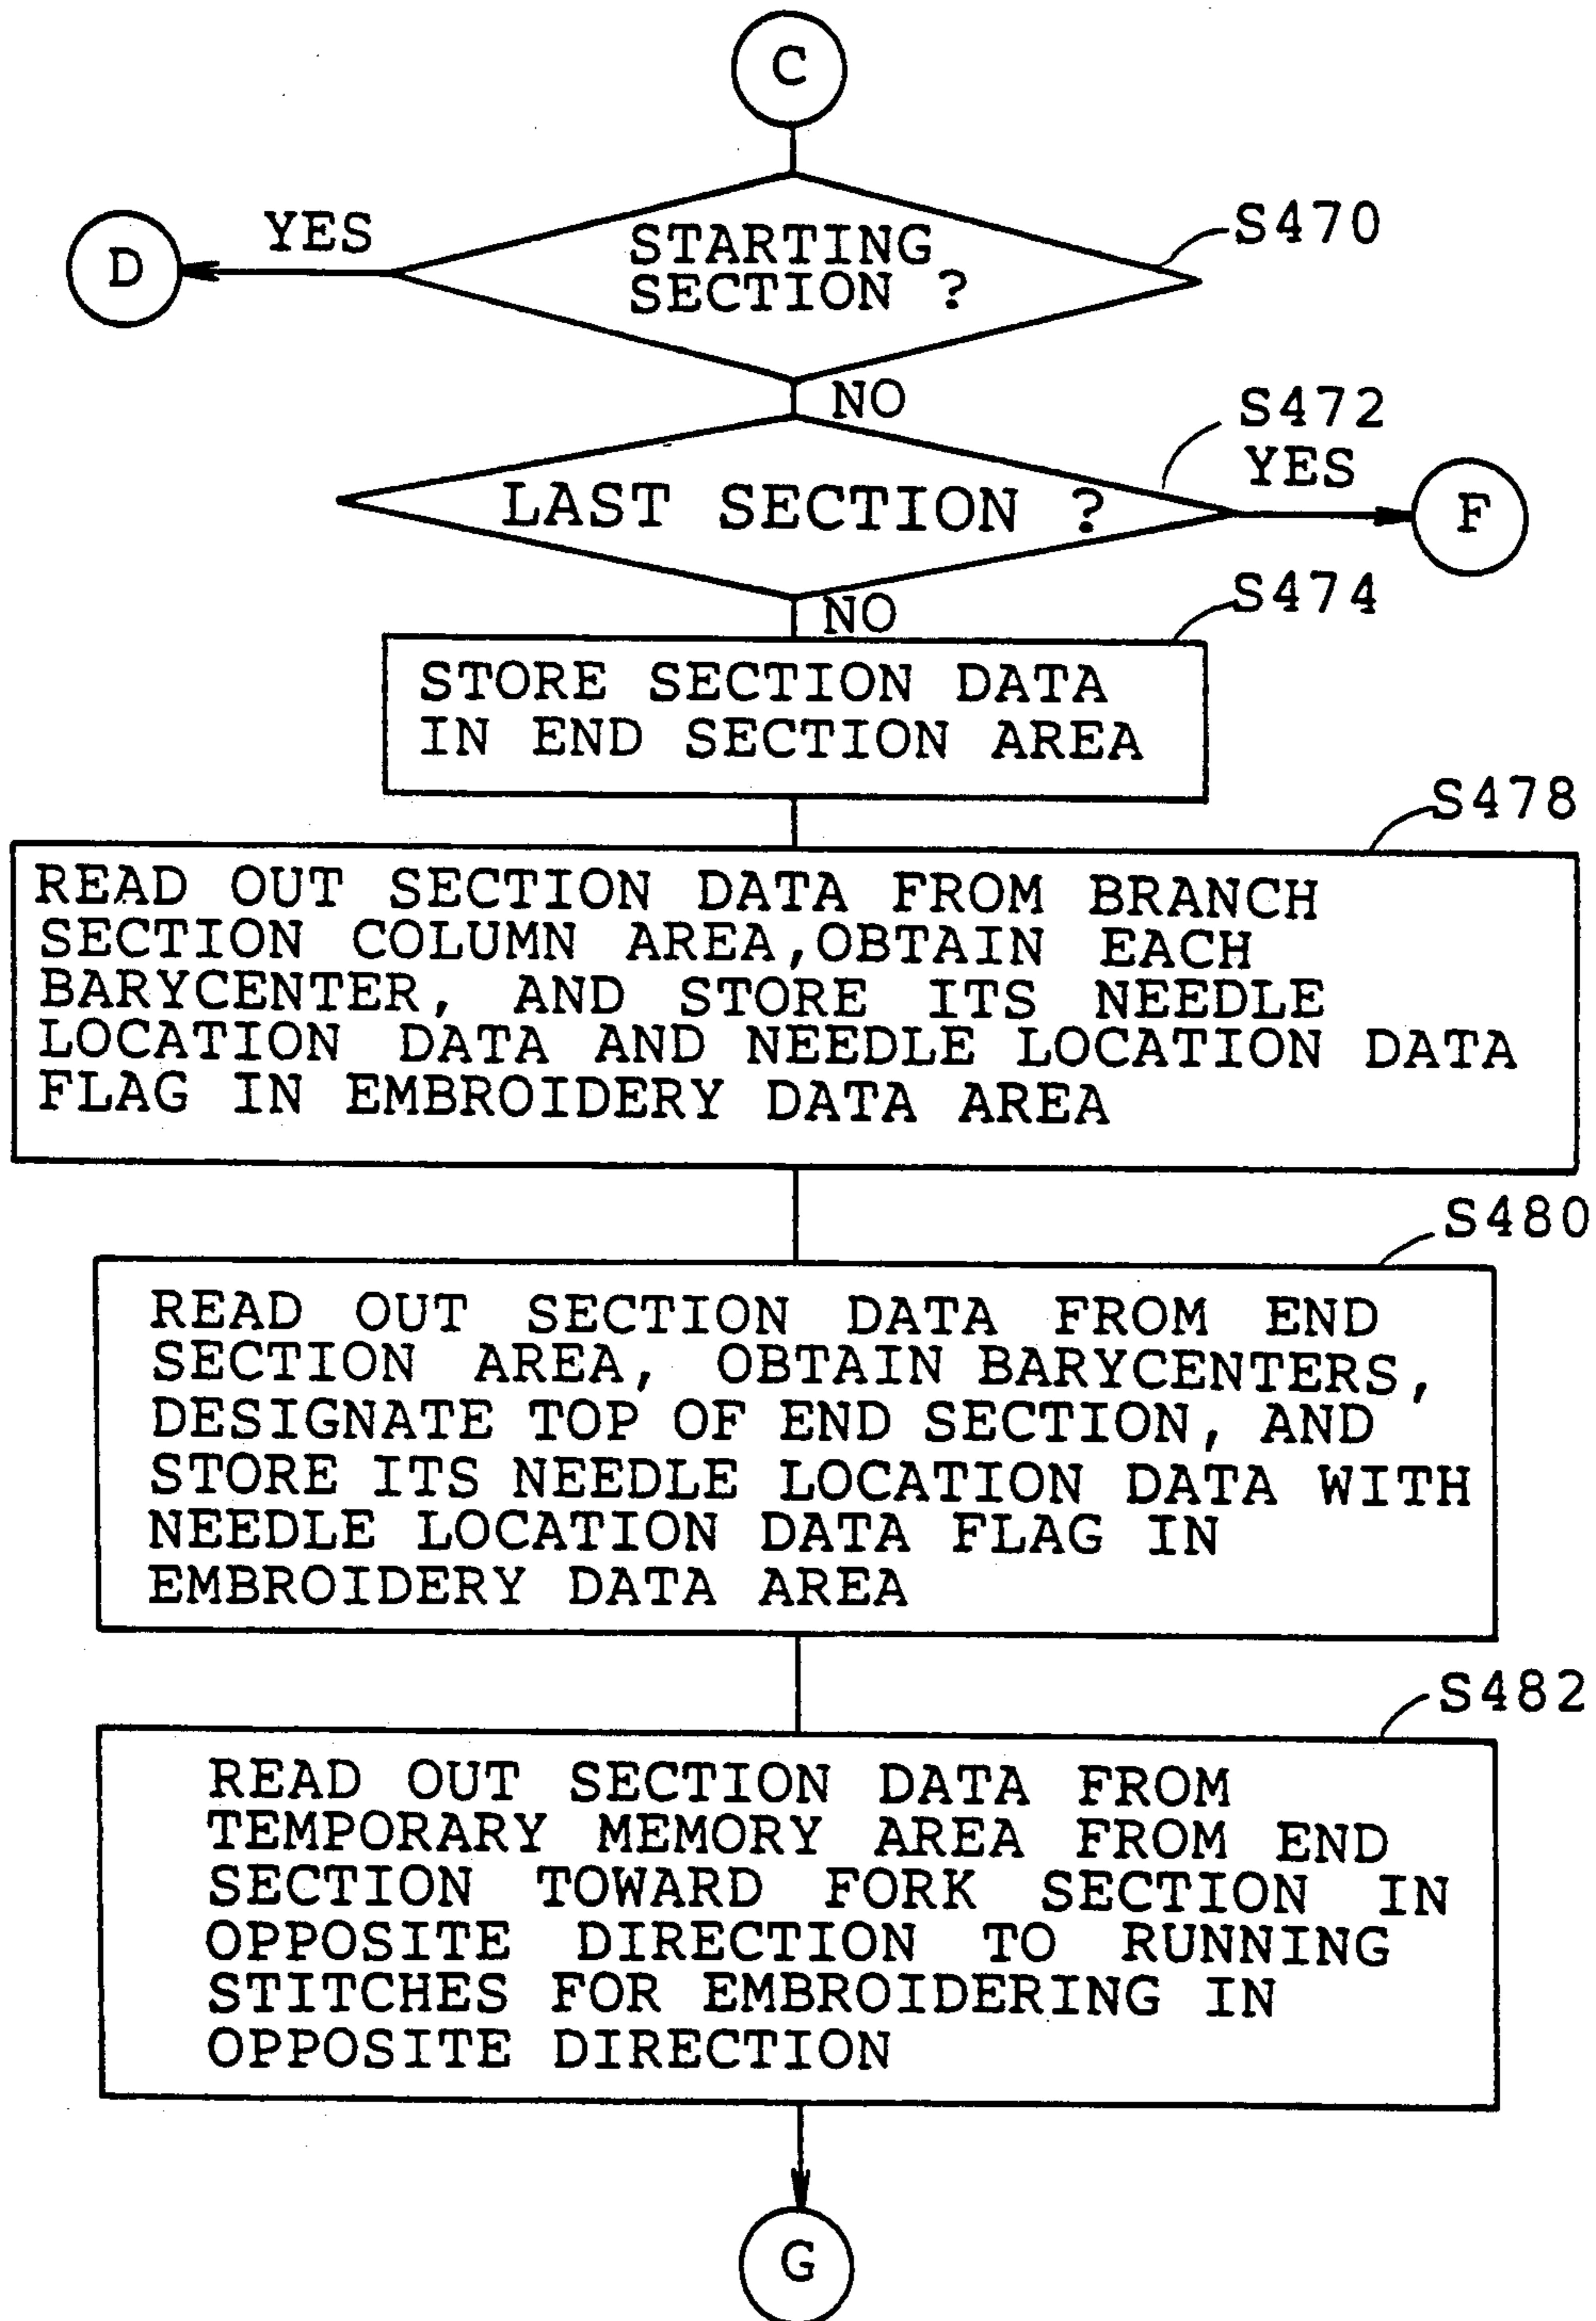 C
STARTING
SECTION ?
S470
YES
D
NO
S472
YES
LAST SECTION ?
F
NO
S474
STORE SECTION DATA
IN END SECTION AREA
S478
READ OUT SECTION DATA FROM BRANCH
SECTION COLUMN AREA,OBTAIN EACH
BARYCENTER, AND STORE ITS NEEDLE
LOCATION DATA AND NEEDLE LOCATION DATA
FLAG IN EMBROIDERY DATA AREA
S480
READ OUT SECTION DATA FROM END
SECTION AREA, OBTAIN BARYCENTERS,
DESIGNATE TOP OF END SECTION, AND
STORE ITS NEEDLE LOCATION DATA WITH
NEEDLE LOCATION DATA FLAG IN
EMBROIDERY DATA AREA
S482
READ OUT SECTION DATA FROM
TEMPORARY MEMORY AREA FROM END
SECTION TOWARD FORK SECTION IN
OPPOSITE DIRECTION TO RUNNING
STITCHES FOR EMBROIDERING IN
OPPOSITE DIRECTION
G